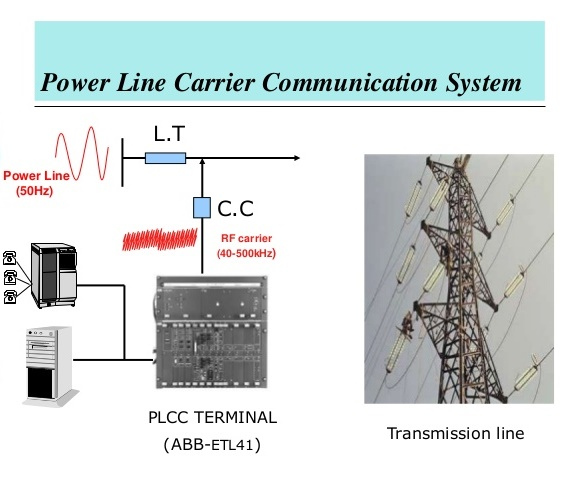 Power Line Carrier Communication System
L.T
Power Line
(50Hz)
C.C
RF carrier
(40-500kHz)
PLCC TERMINAL
(ABB-ETL41)
Transmission line